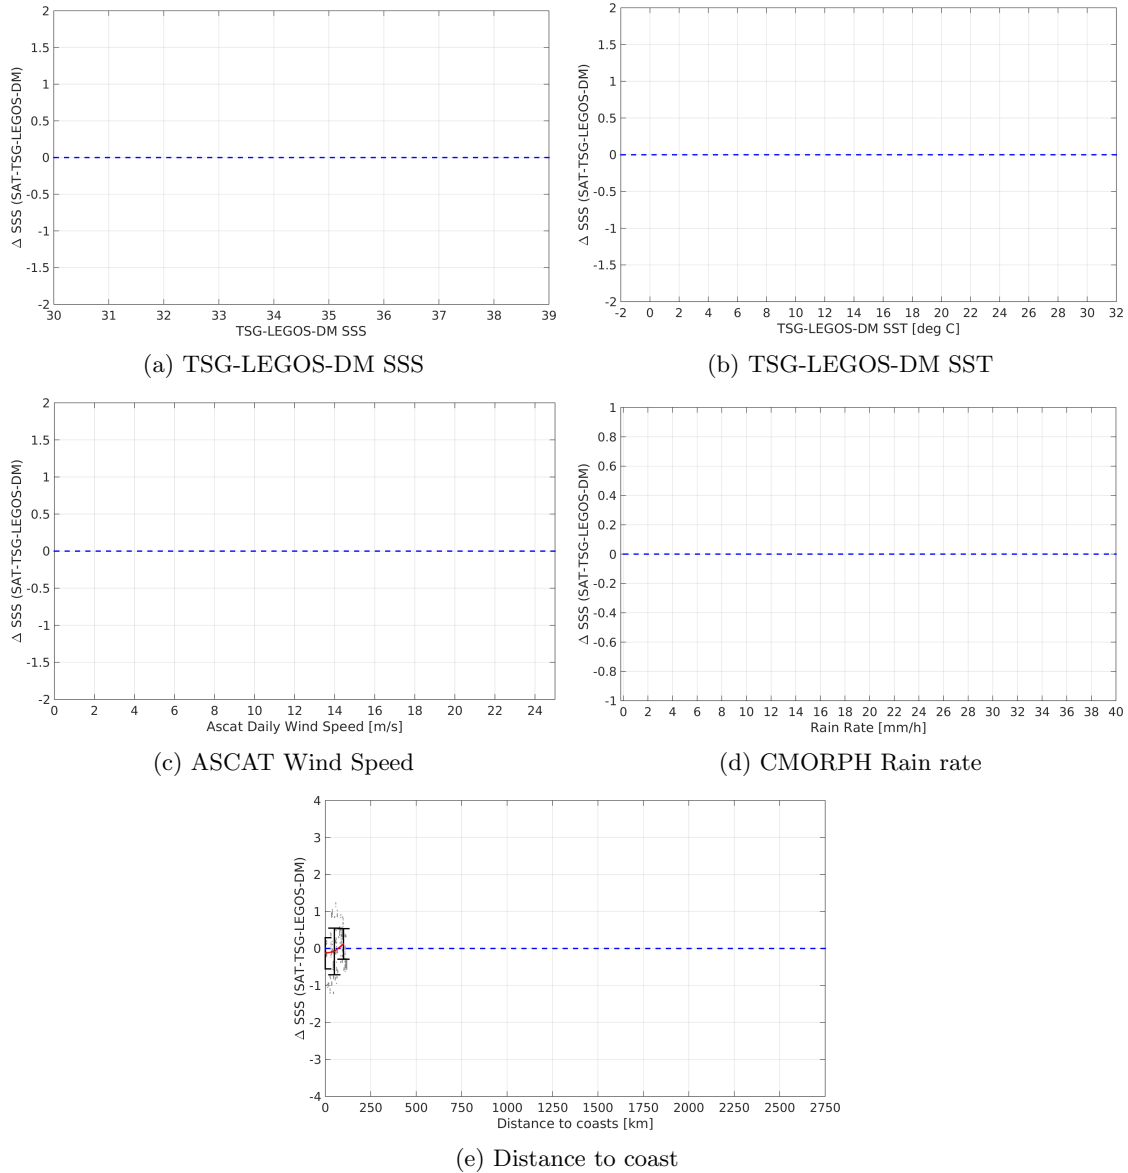 2
1.5
1
0.5
0
-0.5
-1
-1.5
-2
Δ SSS (SAT-TSG-LEGOS-DM)
30 31 32 33 34 35 36 37 38 39
TSG-LEGOS-DM SSS
(a) TSG-LEGOS-DM SSS
2
1.5
1
0.5
0
-0.5
-1
-1.5
-2
Δ SSS (SAT-TSG-LEGOS-DM)
-2 0 2 4 6 8 10 12 14 16 18 20 22 24 26 28 30 32
TSG-LEGOS-DM SST [deg C]
(b) TSG-LEGOS-DM SST
2
1.5
1
0.5
0
-0.5
-1
-1.5
-2
Δ SSS (SAT-TSG-LEGOS-DM)
0 2 4 6 8 10 12 14 16 18 20 22 24
Ascat Daily Wind Speed [m/s]
(c) ASCAT Wind Speed
1
0.8
0.6
0.4
0.2
0
-0.2
-0.4
-0.6
-0.8
-1
Δ SSS (SAT-TSG-LEGOS-DM)
0 2 4 6 8 10 12 14 16 18 20 22 24 26 28 30 32 34 36 38 40
Rain Rate [mm/h]
(d) CMORPH Rain rate
4
3
2
1
0
-1
-2
-3
-4
Δ SSS (SAT-TSG-LEGOS-DM)
0 250 500 750 1000 1250 1500 1750 2000 2250 2500 2750
Distance to coasts [km]
(e) Distance to coast